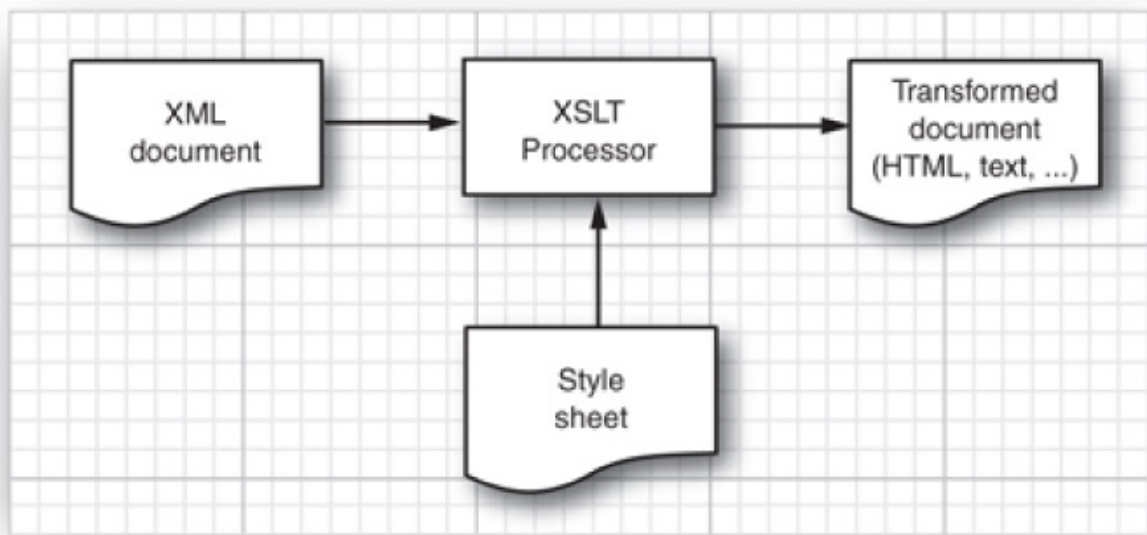 XML
document
XSLT
Processor
Transformed
document
(HTML, text, ...)
Style
sheet